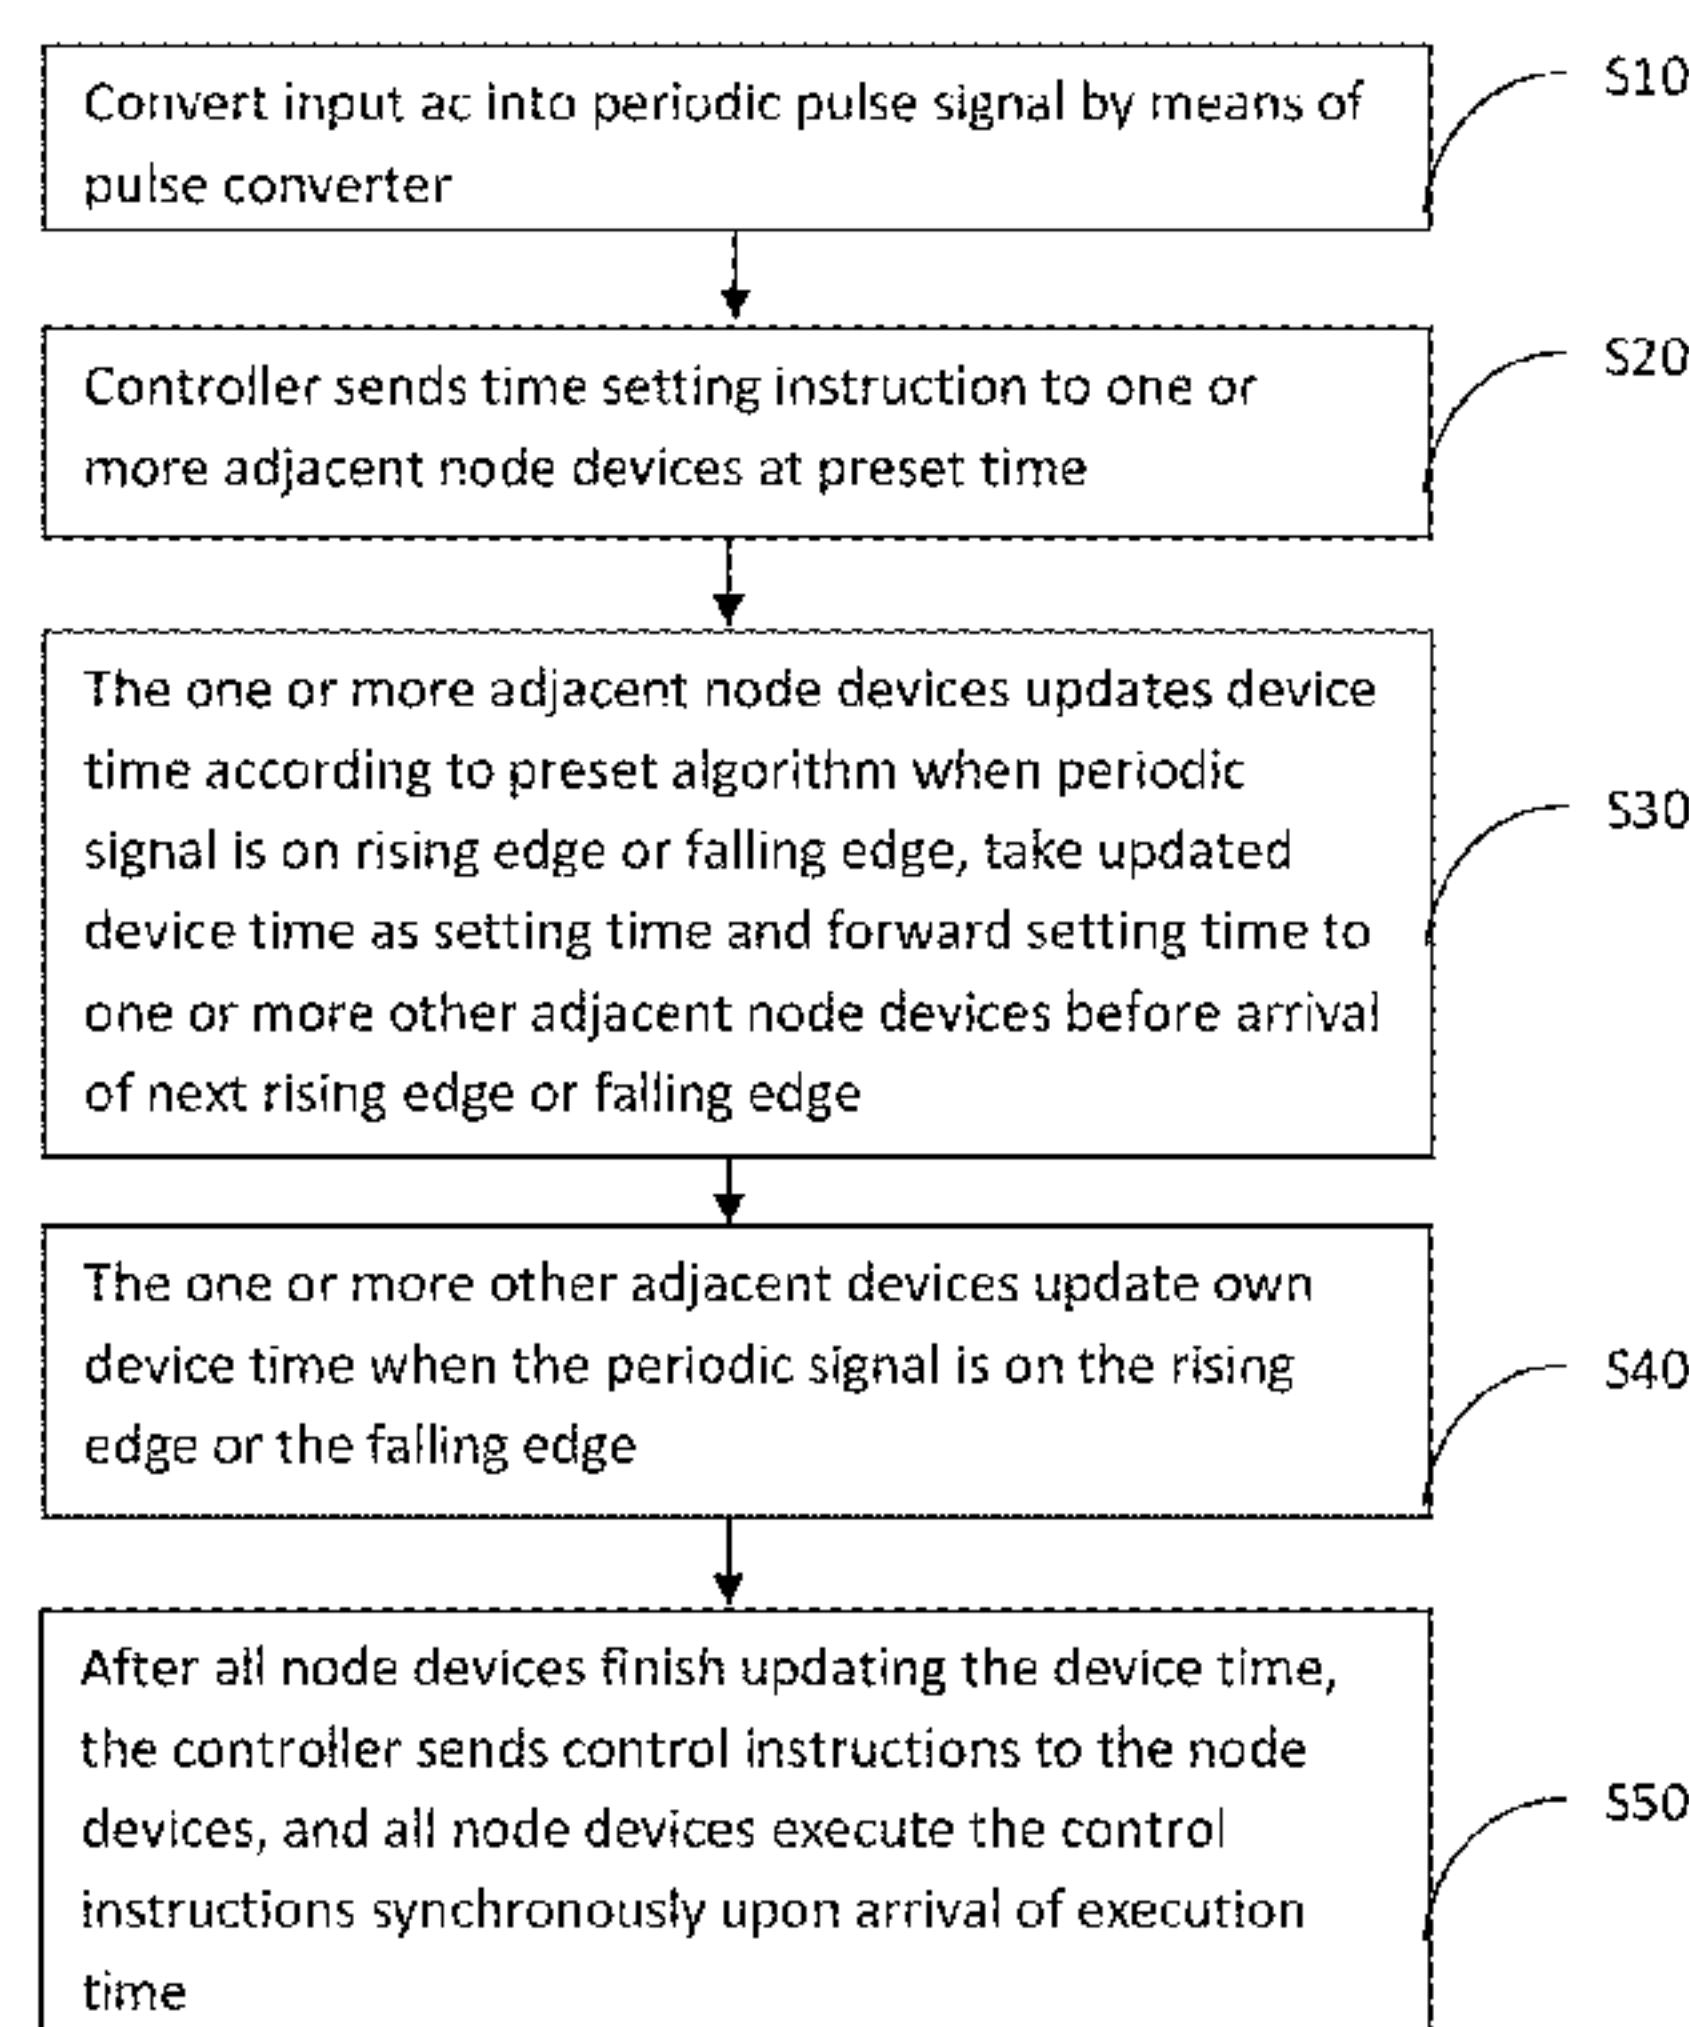 Convert input ac into periodic pulse signal by means of
pulse converter
S10
Controller sends time setting instruction to one or
more adjacent node devices at preset time
S20
The one or more adjacent node devices updates device
time according to preset algorithm when periodic
signal is on rising edge or falling edge, take updated
device time as setting time and forward setting time to
one or more other adjacent node devices before arrival
of next rising edge or falling edge
S30
The one or more other adjacent devices update own
device time when the periodic signal is on the rising
edge or the falling edge
S40
After all node devices finish updating the device time,
the controller sends control instructions to the node
devices, and all node devices execute the control
instructions synchronously upon arrival of execution
time
S50